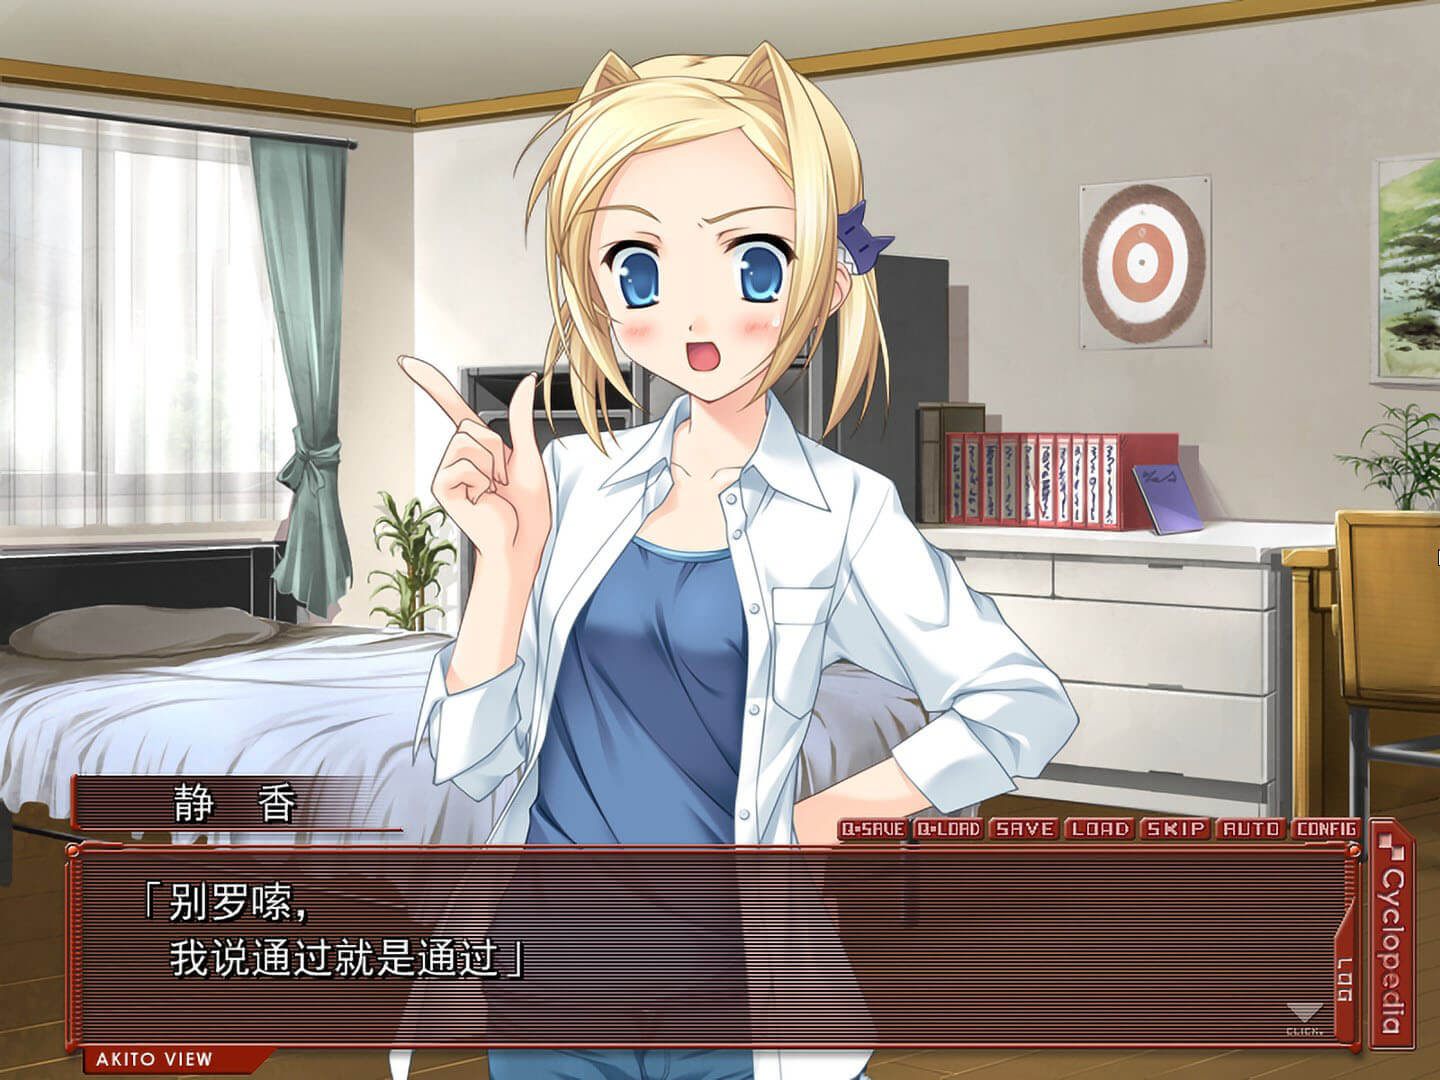 静 香
Q·SAVE Q·LOAD SAVE LOAD SKIP AUTO CONFIG
「别罗嗦,
我说通过就是通过」
LOG
Cyclopedia
CLICK.
AKITO VIEW